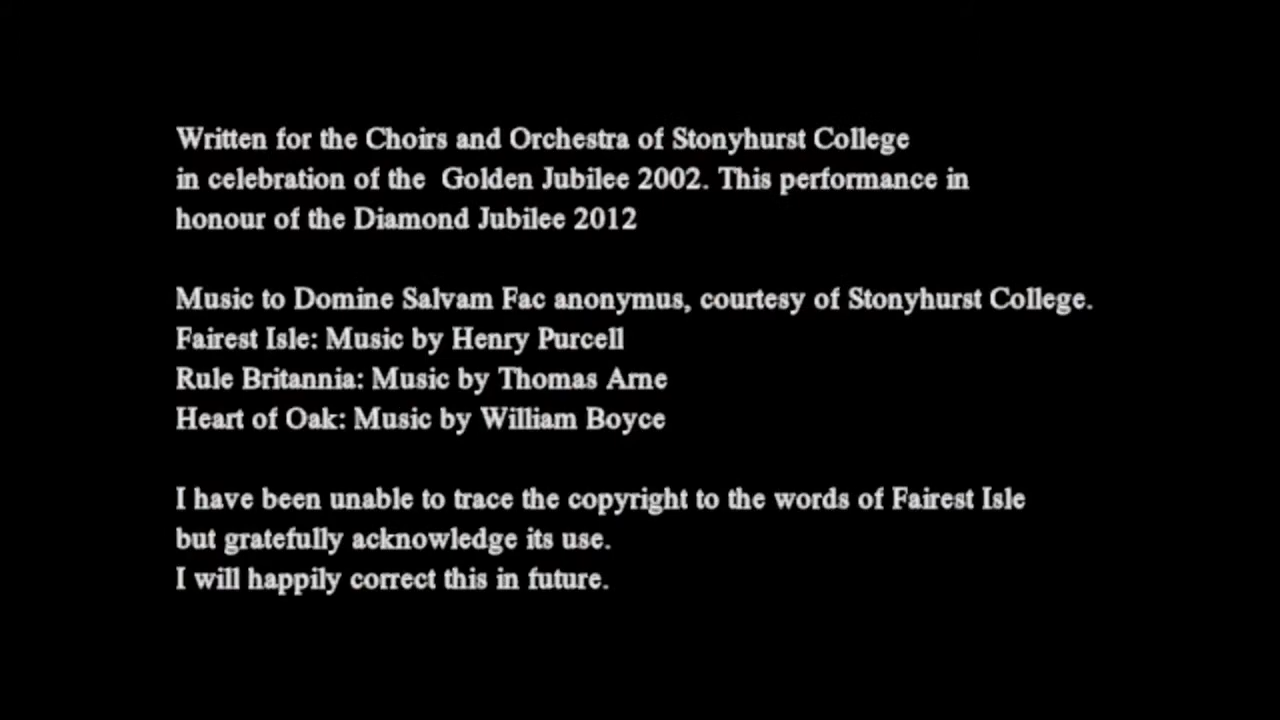 Written for the Choirs and Orchestra of Stonyhurst College
in celebration of the  Golden Jubilee 2002. This performance in
honour of the Diamond Jubilee 2012
Music to Domine Salvam Fac anonymus, courtesy of Stonyhurst College.
Fairest Isle: Music by Henry Purcell
Rule Britannia: Music by Thomas Arne
Heart of Oak: Music by William Boyce
I have been unable to trace the copyright to the words of Fairest Isle
but gratefully acknowledge its use.
I will happily correct this in future.